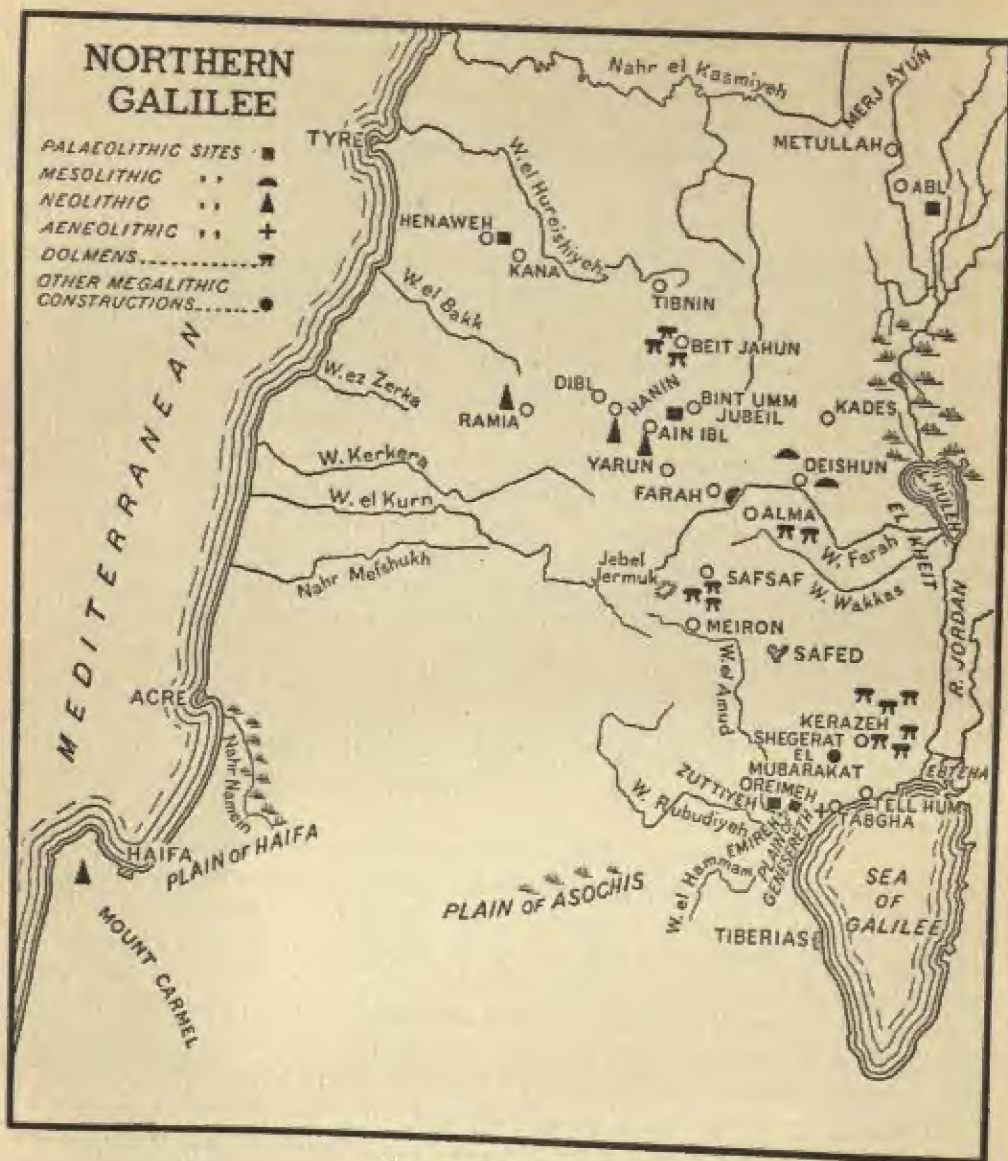 NORTHERN
GALILEE
PALAEOLITHIC SITES
MESOLITHIC ,,
NEOLITHIC ,,
AENEOLITHIC ,,
DOLMENS
OTHER MEGALITHIC
CONSTRUCTIONS
Nahr el Kasmiyeh
MERJ AYUN
TYRE
METULLAH
W. el Hureishiyeh
ABL
HENAWEH
KANA
TIBNIN
W. el Bakk
BEIT JAHUN
MEDITERRANEAN
W. ez Zerka
DIBL
HANIN
BINT UMM
JUBEIL
KADES
RAMIA
AIN IBL
W. Kerkera
YARUN
DEISHUN
L. HULEH
W. el Kurn
FARAH
ALMA
W. Farah
EL KHEIT
Nahr Mefshukh
Jebel
Jermuk
SAFSAF
W. Wakkas
MEIRON
SAFED
R. JORDAN
W. el Amud
ACRE
KERAZEH
SHEGERAT
EL
MUBARAKAT
EBTEHA
Nahr Namein
ZUTTIYEH
OREIMEH
TELL HUM
TABGHA
W. Rubudiyeh
EMIREH
PLAIN OF
GENESERETH
HAIFA
PLAIN OF HAIFA
W. el Hammam
PLAIN OF ASOCHIS
SEA
OF
GALILEE
TIBERIAS
MOUNT CARMEL